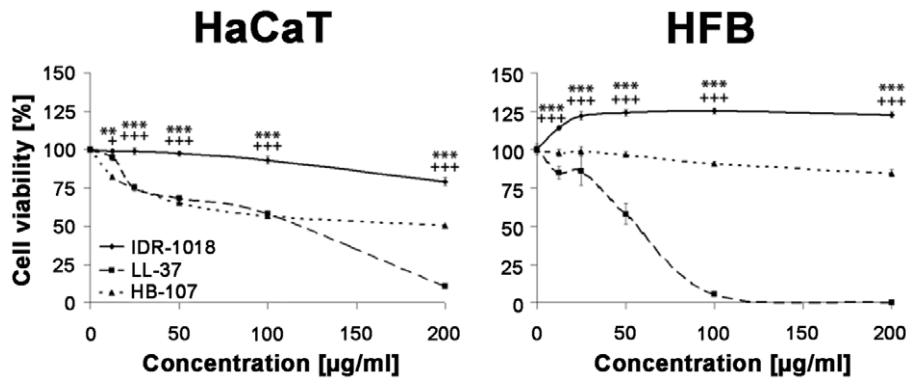 HaCaT
Cell viability [%]
150
125
100
75
50
25
0
** *** *** *** ***
+ +++ +++ +++ +++
IDR-1018
LL-37
HB-107
0 50 100 150 200
Concentration [µg/ml]
HFB
150
125
100
75
50
25
0
*** *** *** *** ***
+++ +++ +++ +++ +++
0 50 100 150 200
Concentration [µg/ml]